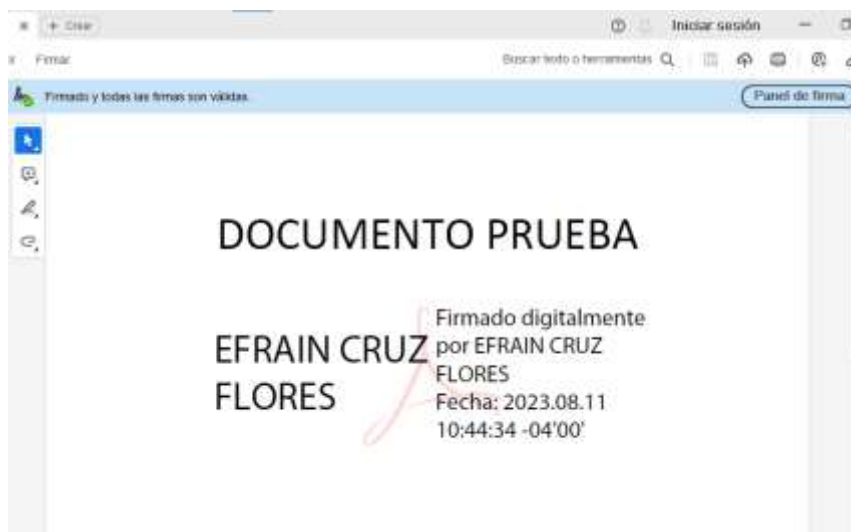 + Crear
Iniciar sesión
Firmar
Buscar texto o herramientas
Firmado y todas las firmas son válidas.
Panel de firma
DOCUMENTO PRUEBA
EFRAIN CRUZ
FLORES
Firmado digitalmente
por EFRAIN CRUZ
FLORES
Fecha: 2023.08.11
10:44:34 -04'00'